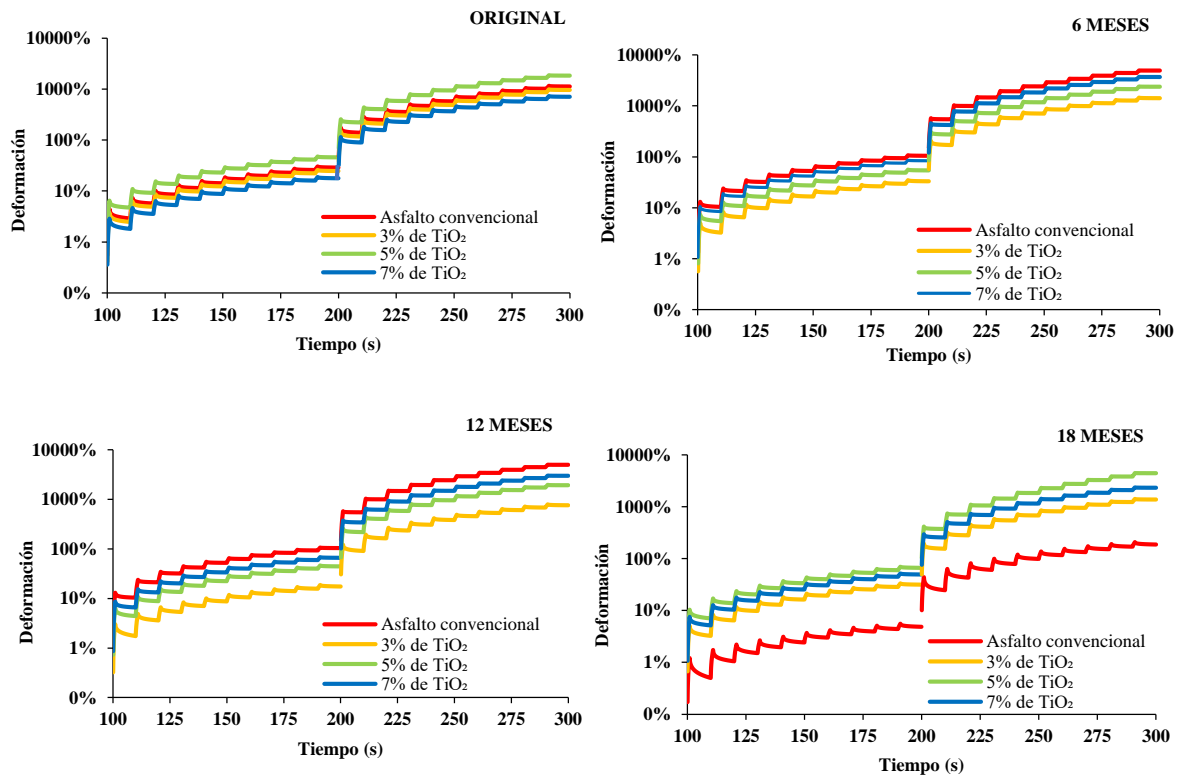 ORIGINAL
10000%
1000%
100%
10%
1%
0%
Deformación
100 125 150 175 200 225 250 275 300
Tiempo (s)
Asfalto convencional
3% de TiO₂
5% de TiO₂
7% de TiO₂
6 MESES
10000%
1000%
100%
10%
1%
0%
Deformación
100 125 150 175 200 225 250 275 300
Tiempo (s)
Asfalto convencional
3% de TiO₂
5% de TiO₂
7% de TiO₂
12 MESES
10000%
1000%
100%
10%
1%
0%
Deformación
100 125 150 175 200 225 250 275 300
Tiempo (s)
Asfalto convencional
3% de TiO₂
5% de TiO₂
7% de TiO₂
18 MESES
10000%
1000%
100%
10%
1%
0%
Deformación
100 125 150 175 200 225 250 275 300
Tiempo (s)
Asfalto convencional
3% de TiO₂
5% de TiO₂
7% de TiO₂